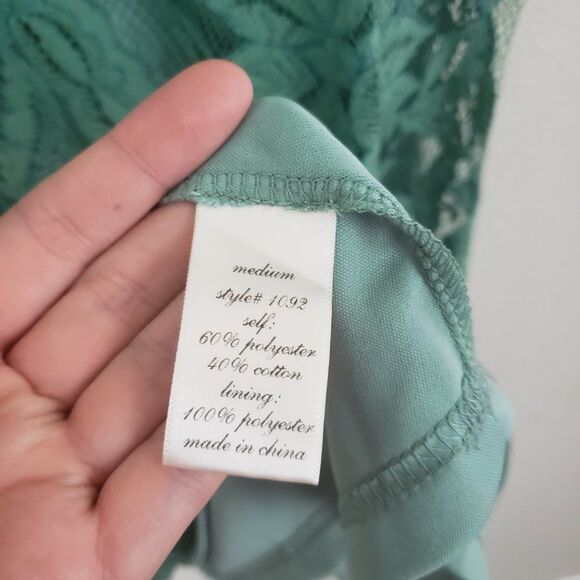 medium
style# 1092
self:
60% polyester
40% cotton
lining:
100% polyester
made in china